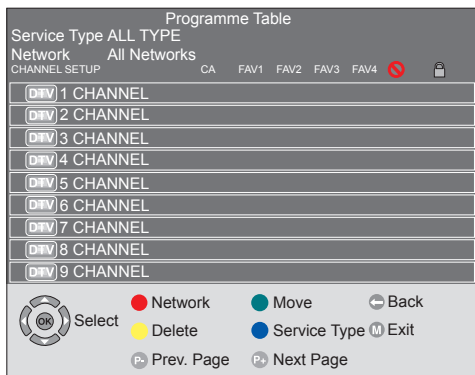 Programme Table
Service Type ALL TYPE
Network All Networks
CHANNEL SETUP CA FAV1 FAV2 FAV3 FAV4
DTV 1 CHANNEL
DTV 2 CHANNEL
DTV 3 CHANNEL
DTV 4 CHANNEL
DTV 5 CHANNEL
DTV 6 CHANNEL
DTV 7 CHANNEL
DTV 8 CHANNEL
DTV 9 CHANNEL
Network Move Back
OK Select
Delete Service Type M Exit
P- Prev. Page P+ Next Page